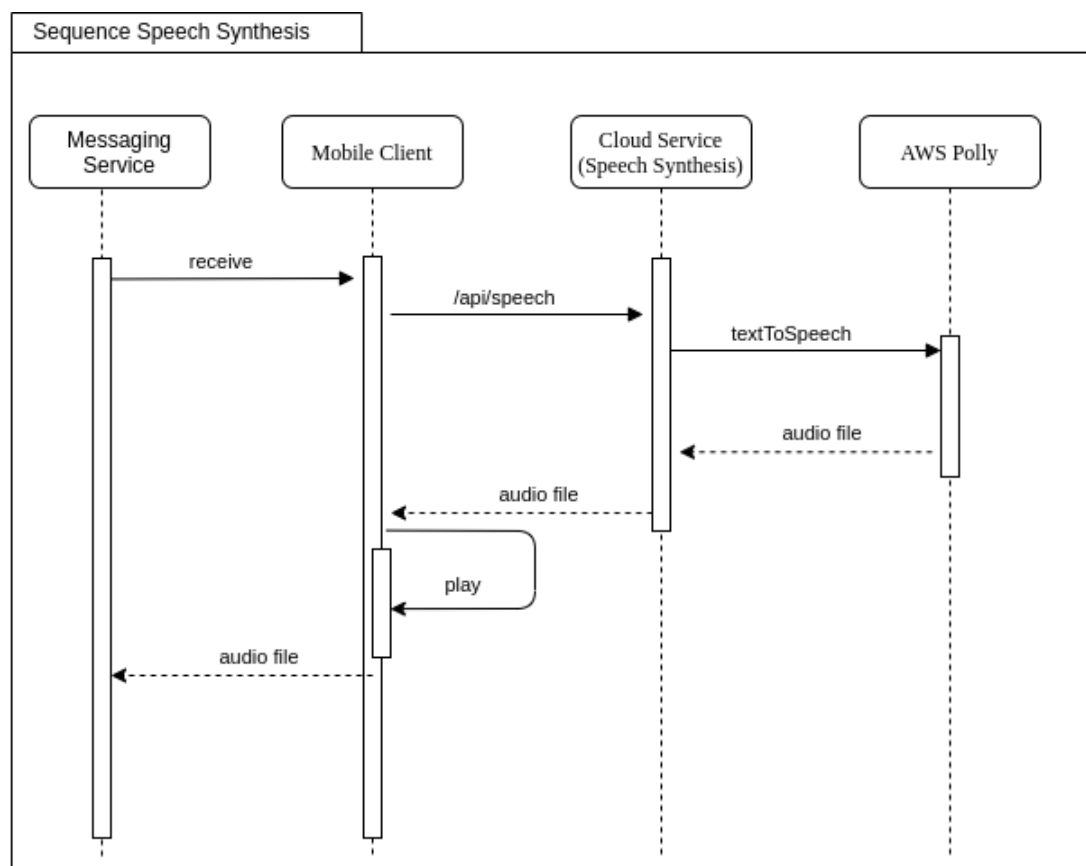 Sequence Speech Synthesis
Messaging
Service
Mobile Client
Cloud Service
(Speech Synthesis)
AWS Polly
receive
/api/speech
textToSpeech
audio file
audio file
play
audio file